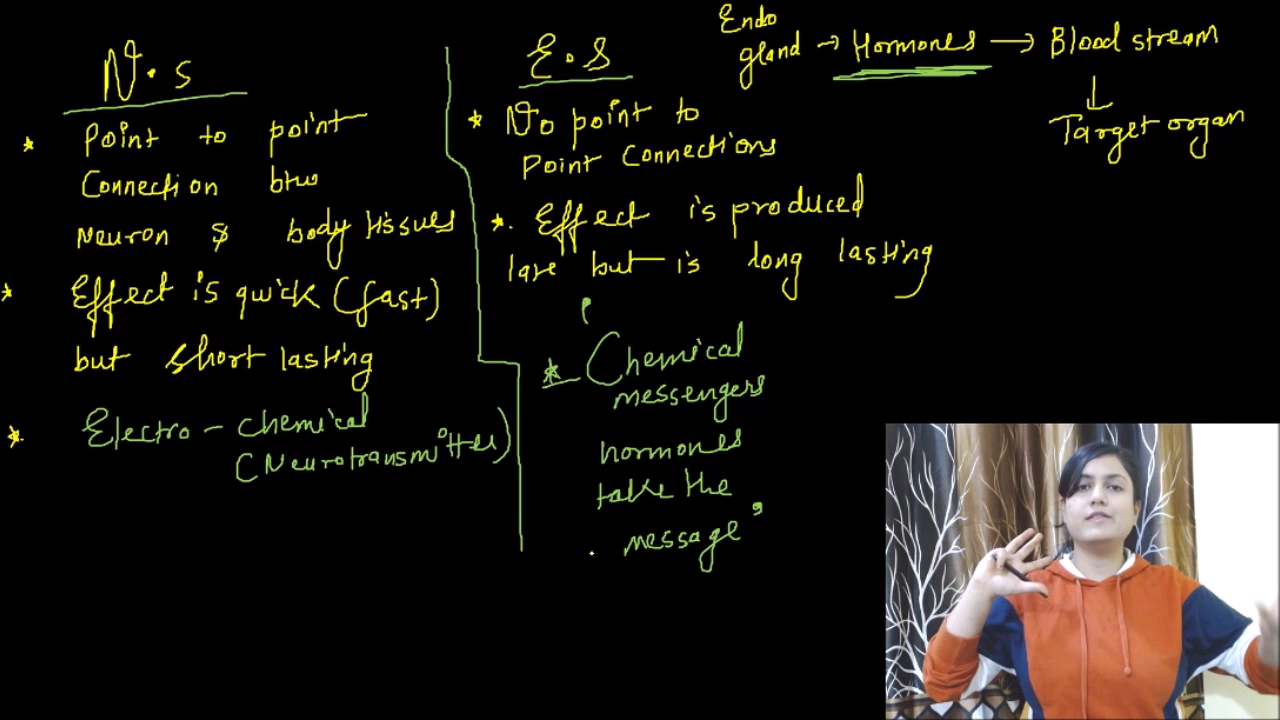 N.S
* Point to point
Connection btw
Neuron & body tissues
* Effect is quick (fast)
but short lasting
* Electro-chemical
(Neurotransmitter)
E.S
* No point to
Point Connections
*. Effect is produced
late but is long lasting
* Chemical
messengers
hormones
take the
message"
Endo
gland → Hormones → Blood stream
↓
Target organ